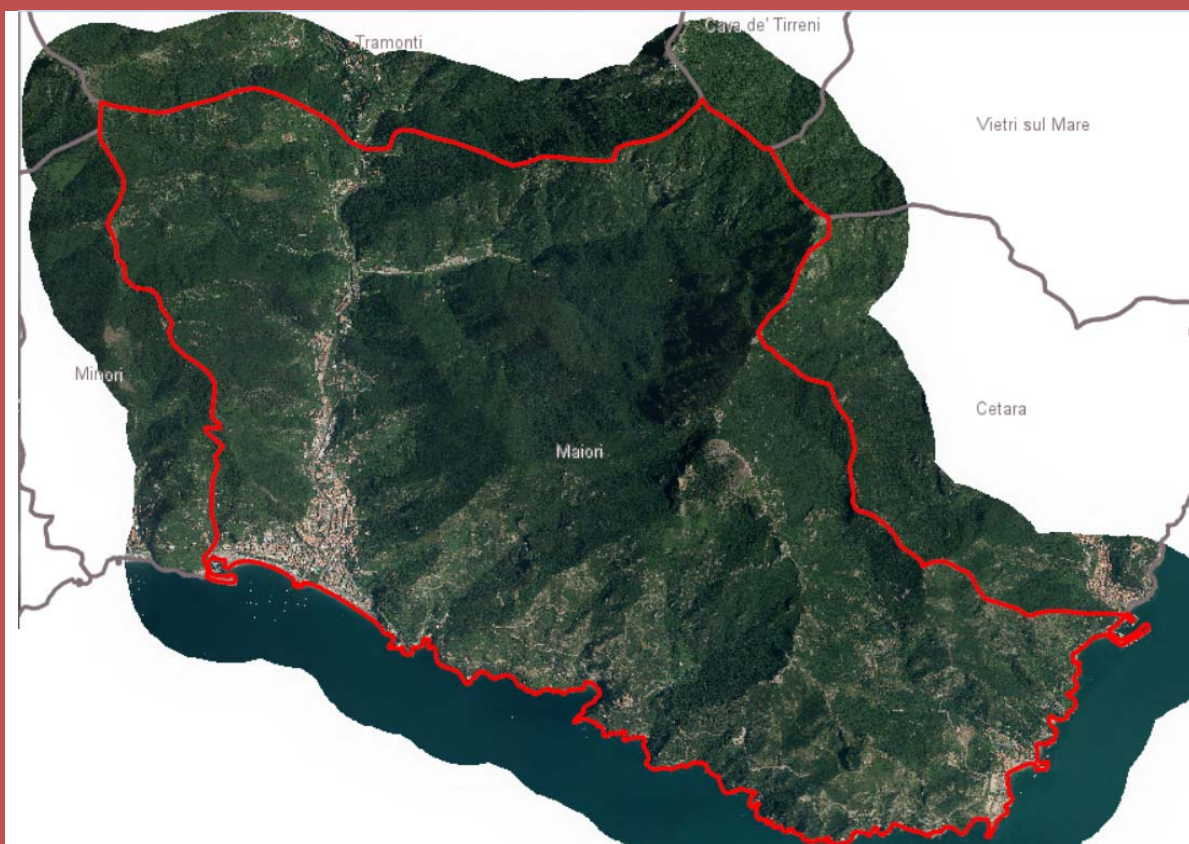 Cava de' Tirreni
Tramonti
Vietri sul Mare
Minori
Cetara
Maiori